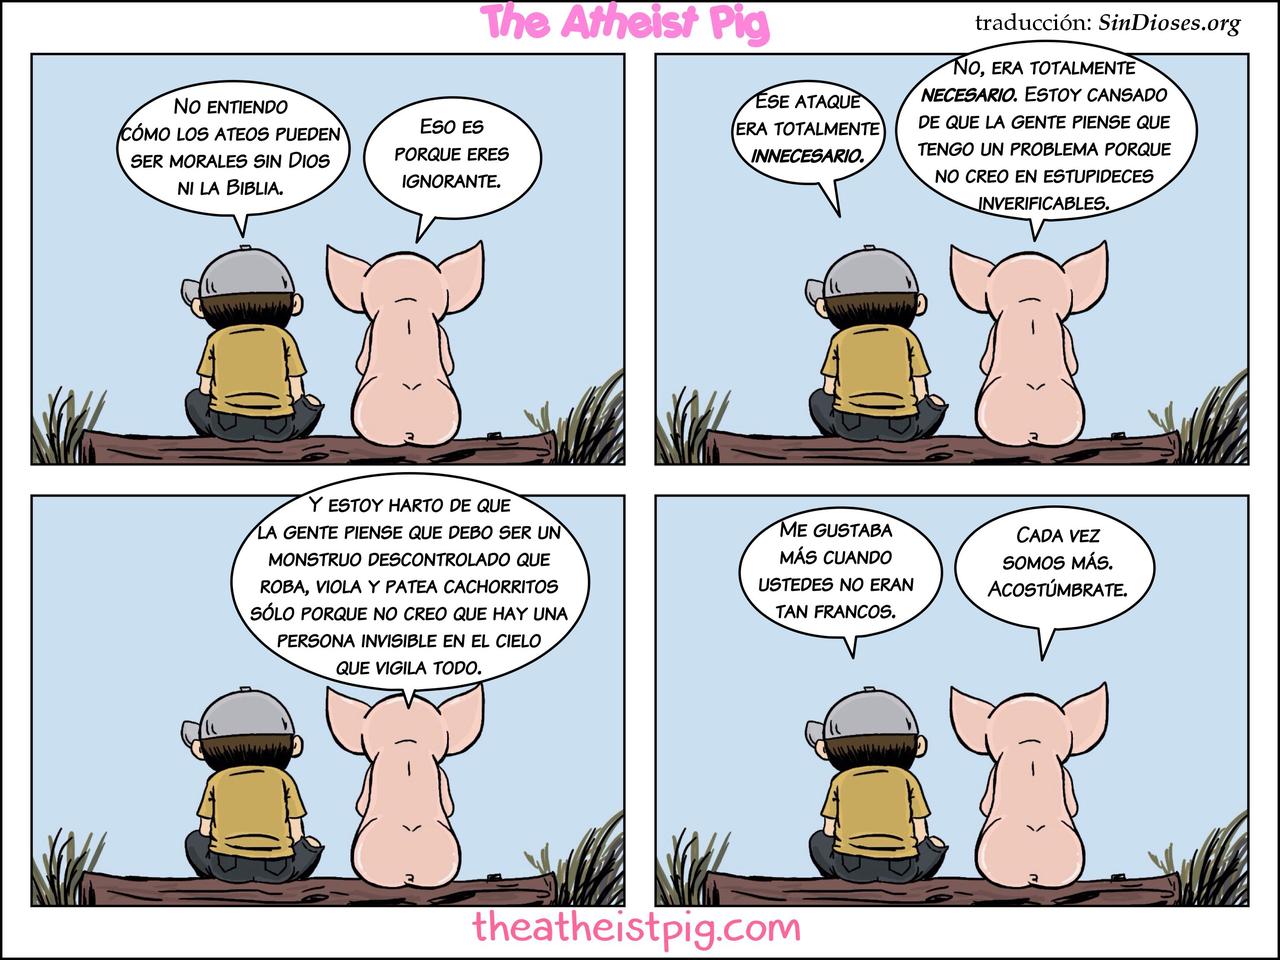 The Atheist Pig
traducción: SinDioses.org
No entiendo
cómo los ateos pueden
ser morales sin Dios
ni la Biblia.
Eso es
porque eres
ignorante.
Ese ataque
era totalmente
innecesario.
No, era totalmente
necesario. Estoy cansado
de que la gente piense que
tengo un problema porque
no creo en estupideces
inverificables.
Y estoy harto de que
la gente piense que debo ser un
monstruo descontrolado que
roba, viola y patea cachorritos
sólo porque no creo que hay una
persona invisible en el cielo
que vigila todo.
Me gustaba
más cuando
ustedes no eran
tan francos.
Cada vez
somos más.
Acostúmbrate.
theatheistpig.com